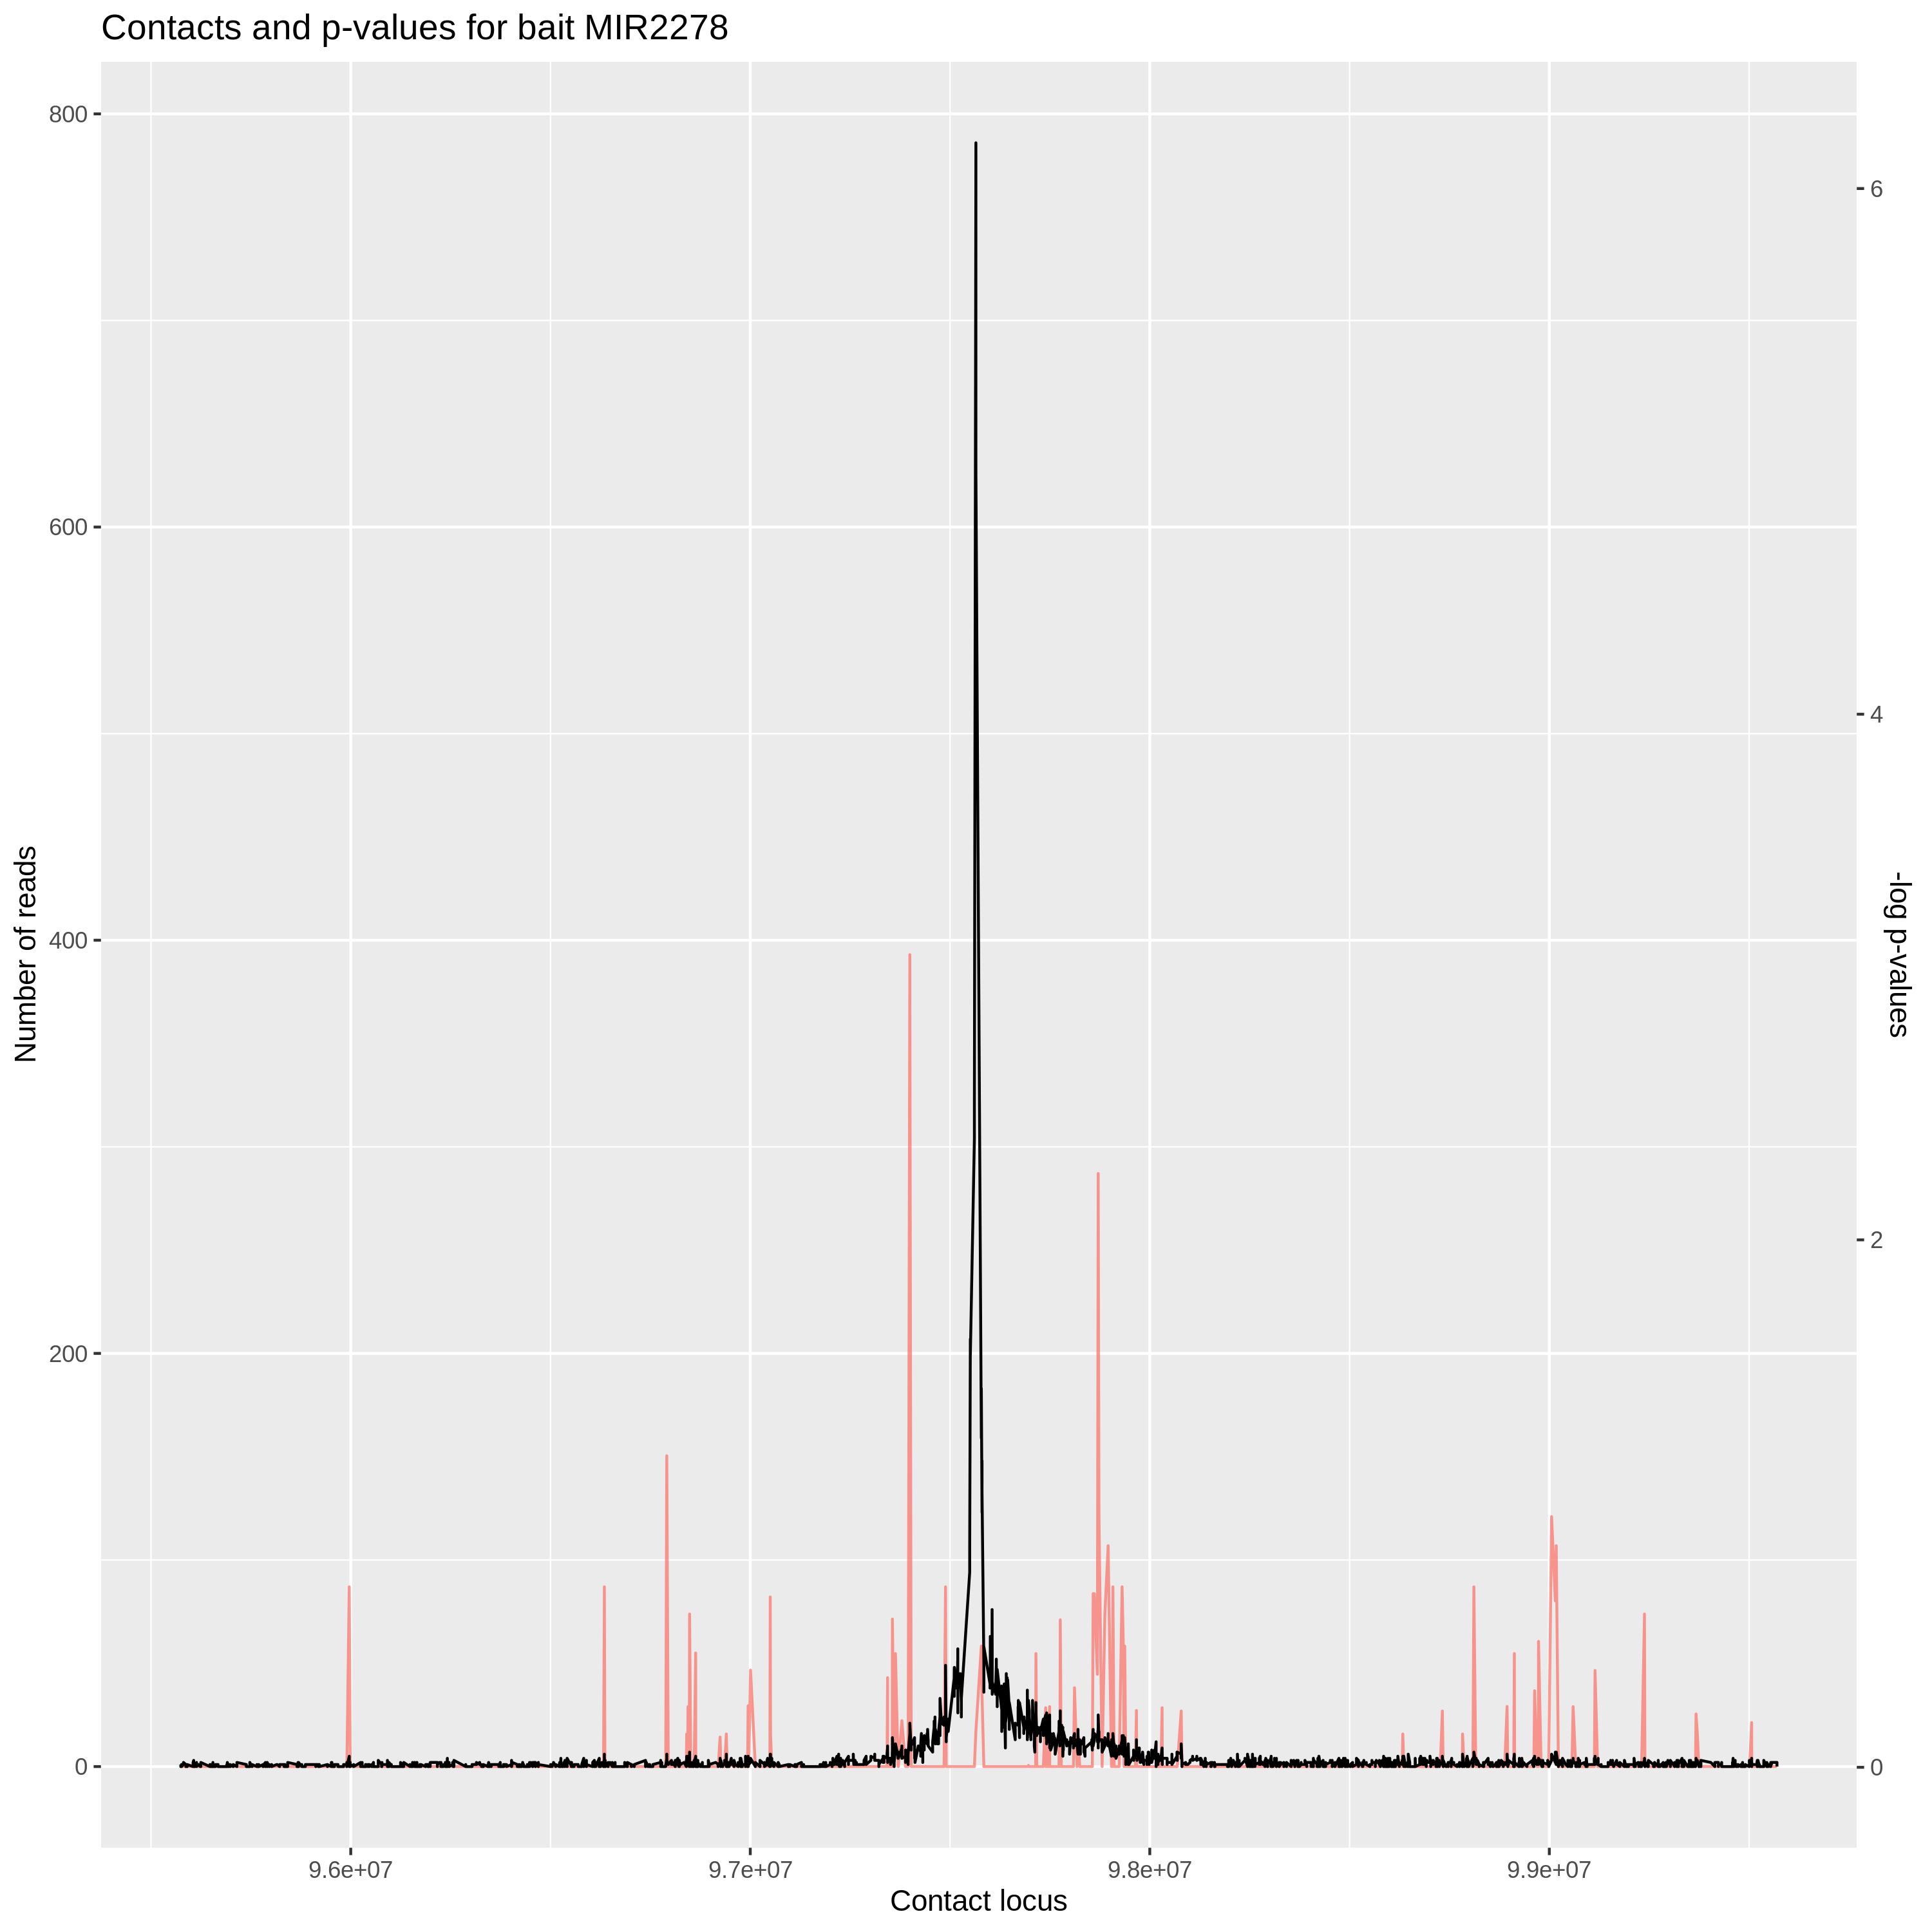 Contacts and p-values for bait MIR2278
800
600
400
200
0
Number of reads
6
4
2
0
-log p-values
9.6e+07 9.7e+07 9.8e+07 9.9e+07
Contact locus